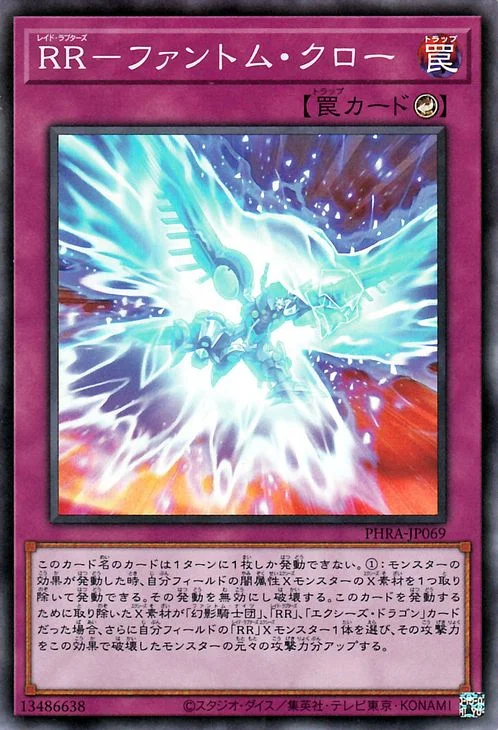 レイド・ラプターズ
RR－ファントム・クロー
トラップ
罠
【罠カード】
トラップ
PHRA-JP069
このカード名のカードは１ターンに１枚しか発動できない。①：モンスターの
効果が発動した時、自分フィールドの闇属性ＸモンスターのＸ素材を１つ取り
除いて発動できる。その発動を無効にし破壊する。このカードを発動する
ために取り除いたＸ素材が「幻影騎士団」、「RR」、「エクシーズ・ドラゴン」カード
だった場合、さらに自分フィールドの「RR」Ｘモンスター１体を選び、その攻撃力
をこの効果で破壊したモンスターの元々の攻撃力分アップする。
13486638
©スタジオ・ダイス／集英社・テレビ東京・KONAMI